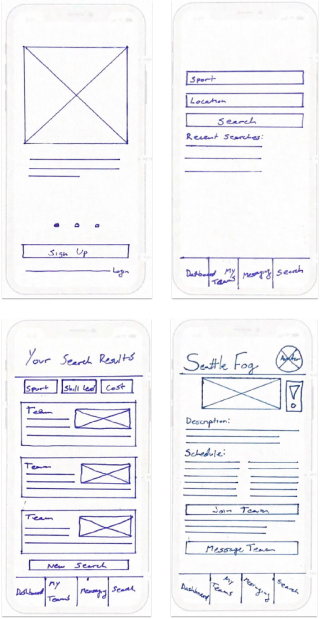 Sign Up
Login
Sport
Location
Search
Recent Searches:
Dashboard My Teams Messaging Search
Your Search Results
Sport Skill Level Cost
Team
Team
Team
New Search
Dashboard My Teams Messaging Search
Seattle Fog
!
Description:
Schedule:
Join Team
Message Team
Dashboard My Teams Messaging Search